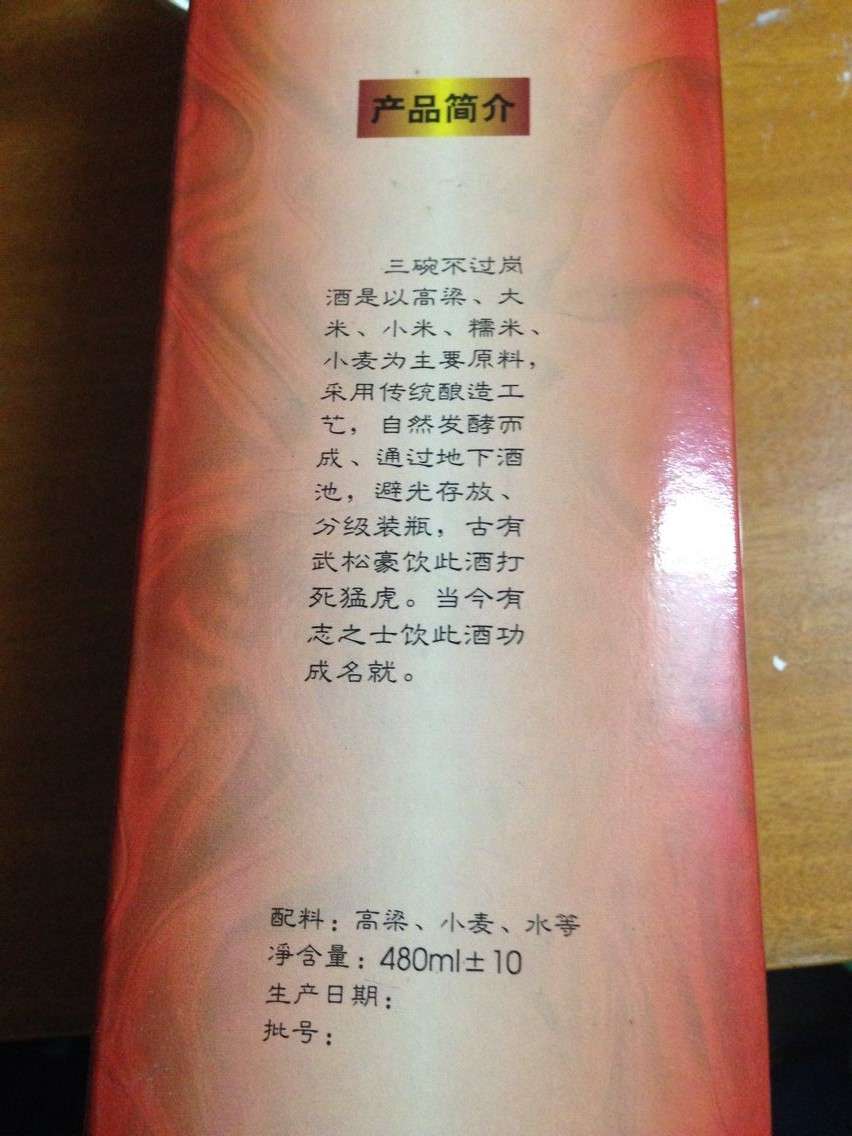 产品简介
三碗不过岗
酒是以高梁、大
米、小米、糯米、
小麦为主要原料,
采用传统酿造工
艺,自然发酵而
成、通过地下酒
池,避光存放、
分级装瓶,古有
武松豪饮此酒打
死猛虎。当今有
志之士饮此酒功
成名就。
配料:高梁、小麦、水等
淨含量:480ml±10
生产日期:
批号: